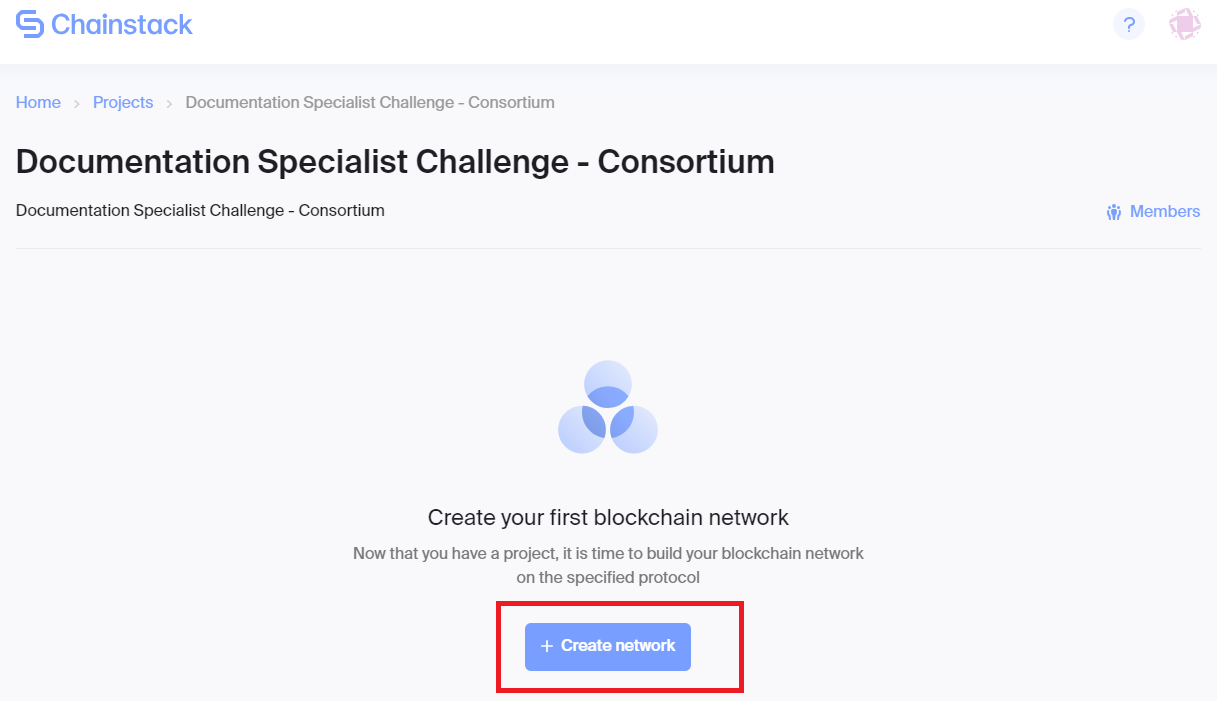 Chainstack
?
Home > Projects > Documentation Specialist Challenge - Consortium
Documentation Specialist Challenge - Consortium
Documentation Specialist Challenge - Consortium
Members
Create your first blockchain network
Now that you have a project, it is time to build your blockchain network
on the specified protocol
+ Create network